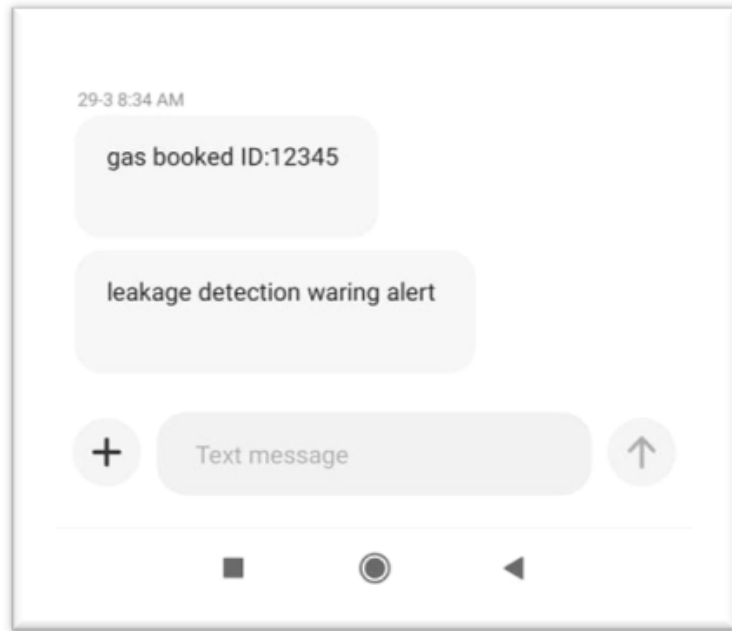 29-3 8:34 AM
gas booked ID:12345
leakage detection waring alert
Text message